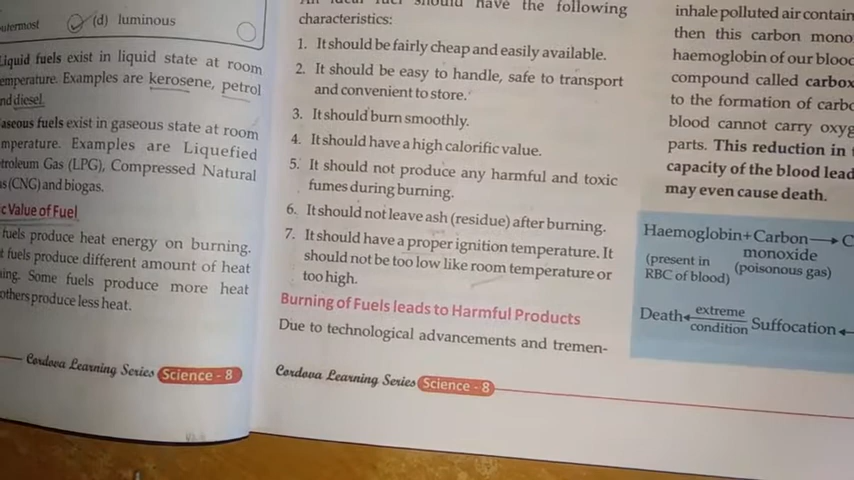 (d) luminous
Liquid fuels exist in liquid state at room
temperature. Examples are kerosene, petrol
and diesel.
Gaseous fuels exist in gaseous state at room
temperature. Examples are Liquefied
Petroleum Gas (LPG), Compressed Natural
Gas (CNG) and biogas.
Value of Fuel
fuels produce heat energy on burning.
fuels produce different amount of heat
Some fuels produce more heat
others produce less heat.
Cordova Learning Series Science - 8
fuel should have the following
characteristics:
1. It should be fairly cheap and easily available.
2. It should be easy to handle, safe to transport
and convenient to store.
3. It should burn smoothly.
4. It should have a high calorific value.
5. It should not produce any harmful and toxic
fumes during burning.
6. It should not leave ash (residue) after burning.
7. It should have a proper ignition temperature. It
should not be too low like room temperature or
too high.
Burning of Fuels leads to Harmful Products
Due to technological advancements and tremen-
Cordova Learning Series Science - 8
inhale polluted air contain
then this carbon mono
haemoglobin of our blood
compound called carbox
to the formation of carbo
blood cannot carry oxyg
parts. This reduction in
capacity of the blood lead
may even cause death.
Haemoglobin+Carbon → C
monoxide
(present in (poisonous gas)
RBC of blood)
Death ← extreme condition Suffocation ←